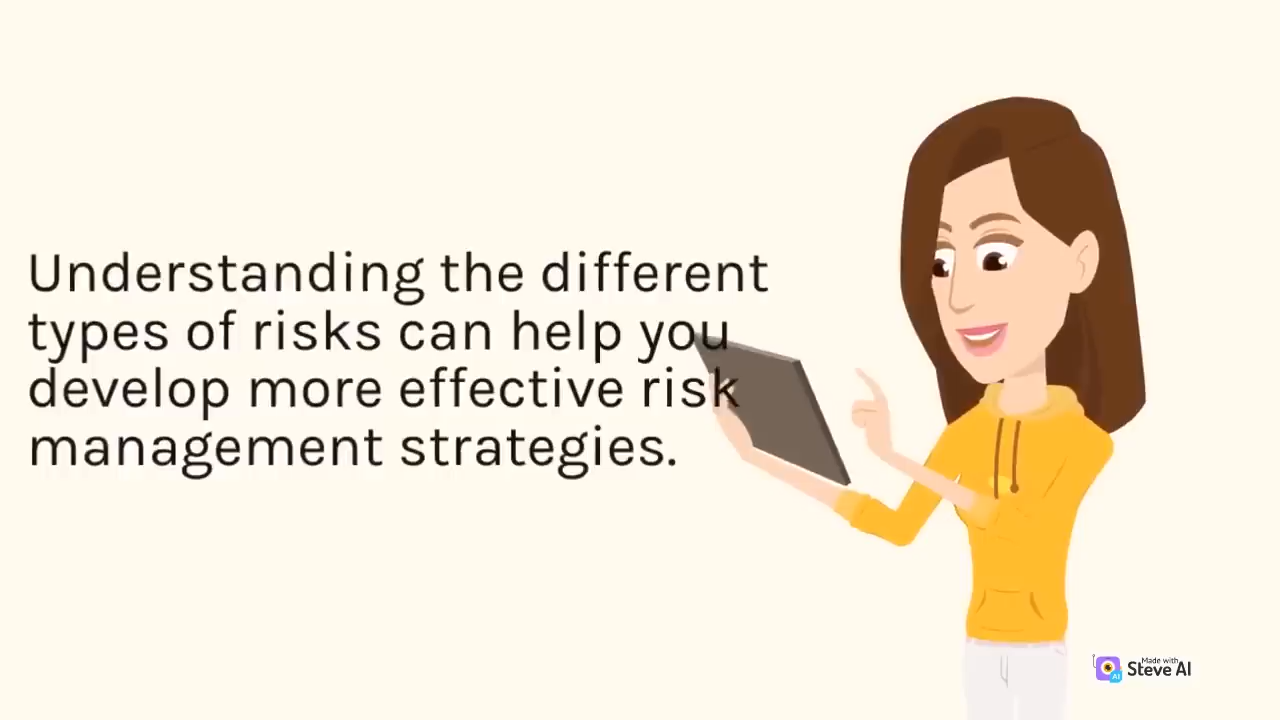 Understanding the different
types of risks can help you
develop more effective risk
management strategies.
Made with
Steve AI
AI